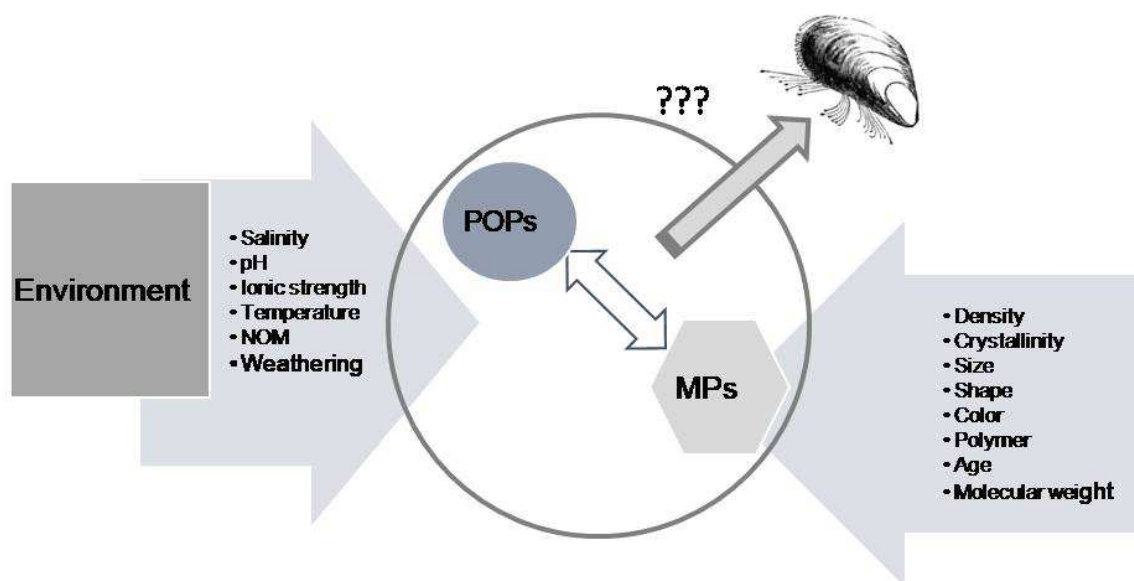 ???
POPs
Environment
• Salinity
• pH
• Ionic strength
• Temperature
• NOM
• Weathering
MPs
• Density
• Crystallinity
• Size
• Shape
• Color
• Polymer
• Age
• Molecular weight